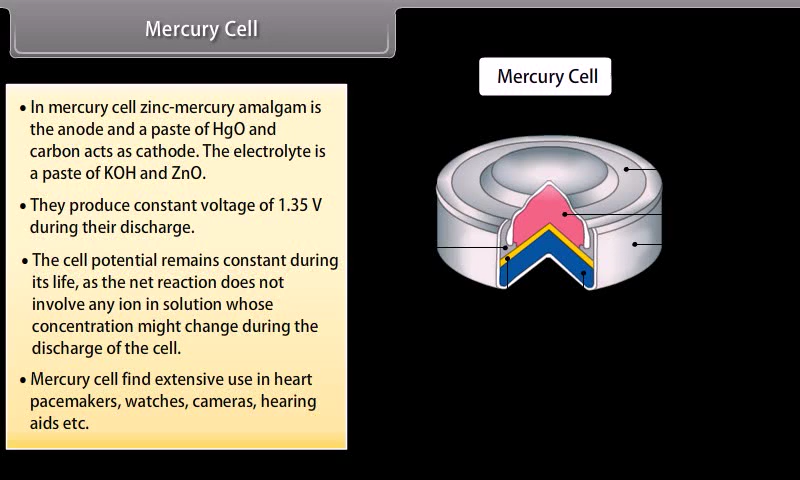 Mercury Cell
Mercury Cell
• In mercury cell zinc-mercury amalgam is
the anode and a paste of HgO and
carbon acts as cathode. The electrolyte is
a paste of KOH and ZnO.
• They produce constant voltage of 1.35 V
during their discharge.
• The cell potential remains constant during
its life, as the net reaction does not
involve any ion in solution whose
concentration might change during the
discharge of the cell.
• Mercury cell find extensive use in heart
pacemakers, watches, cameras, hearing
aids etc.